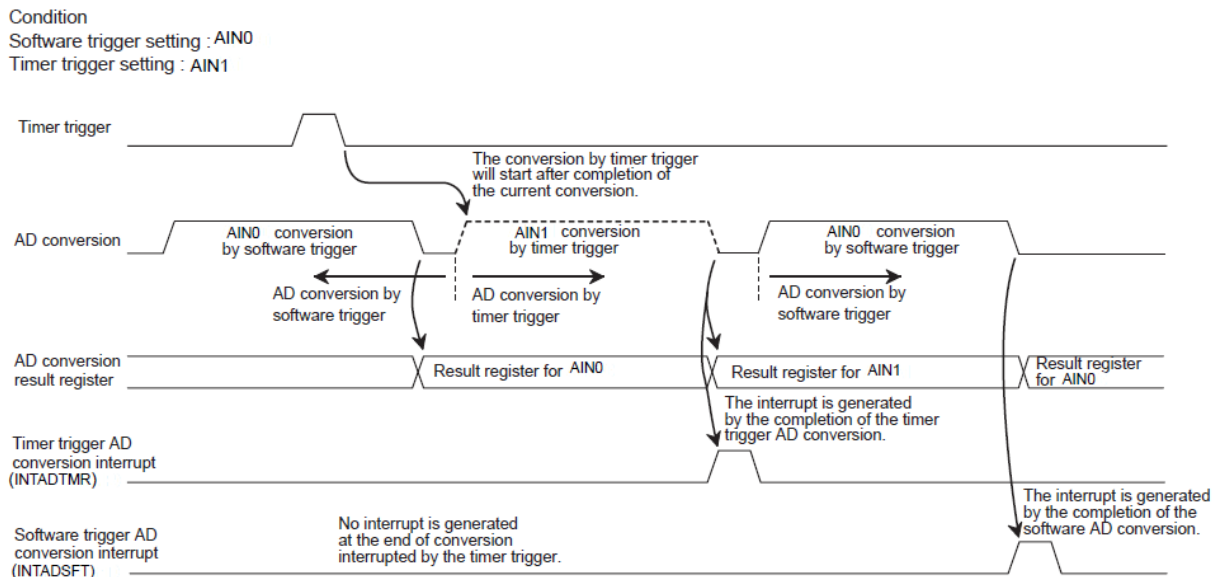 Condition
Software trigger setting : AIN0
Timer trigger setting : AIN1
Timer trigger
The conversion by timer trigger
will start after completion of
the current conversion.
AD conversion
AIN0 conversion
by software trigger
AIN1 conversion
by timer trigger
AIN0 conversion
by software trigger
AD conversion by
software trigger
AD conversion by
timer trigger
AD conversion by
software trigger
AD conversion
result register
Result register for AIN0
Result register for AIN1
Result register
for AIN0
The interrupt is generated
by the completion of the timer
trigger AD conversion.
Timer trigger AD
conversion interrupt
(INTADTMR)
The interrupt is generated
by the completion of the
software AD conversion.
Software trigger AD
conversion interrupt
(INTADSFT)
No interrupt is generated
at the end of conversion
interrupted by the timer trigger.